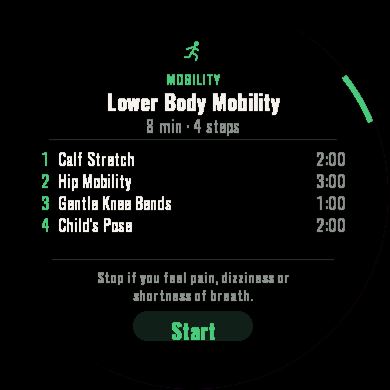 MOBILITY
Lower Body Mobility
8 min · 4 steps
1 Calf Stretch 2:00
2 Hip Mobility 3:00
3 Gentle Knee Bends 1:00
4 Child's Pose 2:00
Stop if you feel pain, dizziness or
shortness of breath.
Start